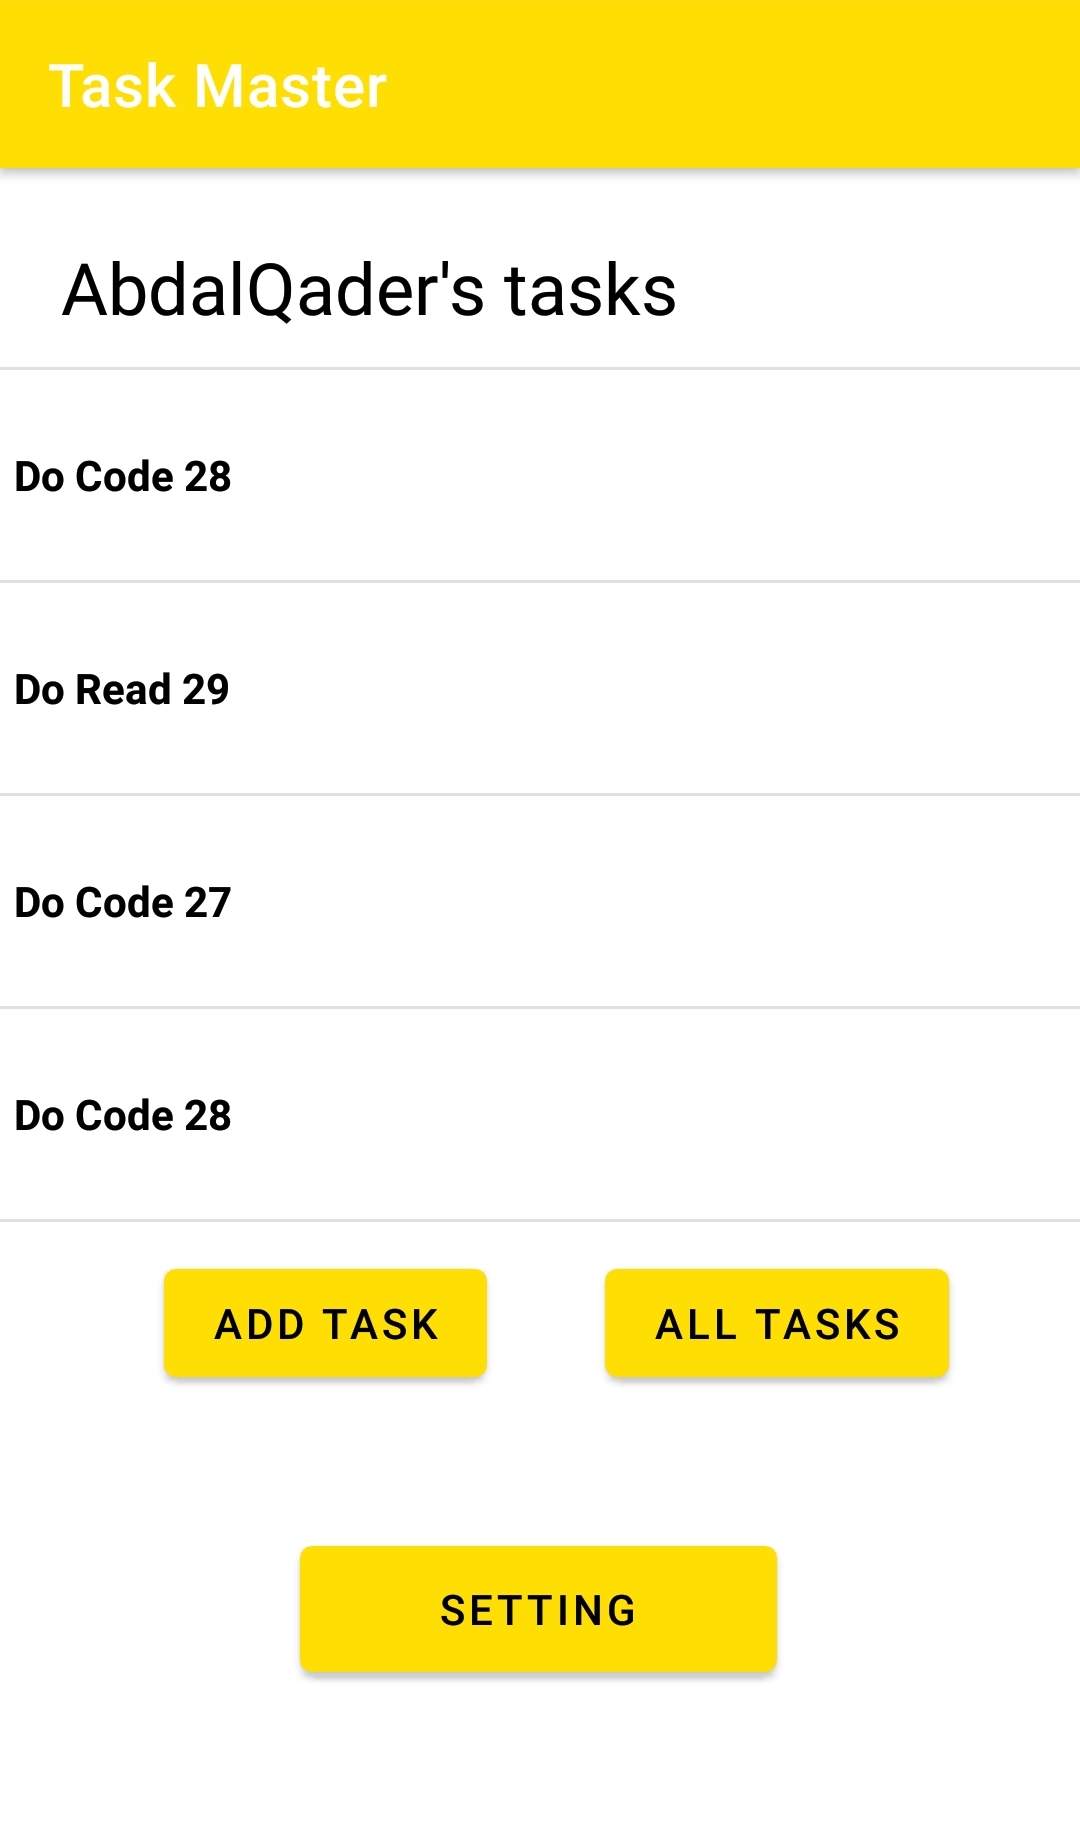 Task Master
AbdalQader's tasks
Do Code 28
Do Read 29
Do Code 27
Do Code 28
ADD TASK
ALL TASKS
SETTING